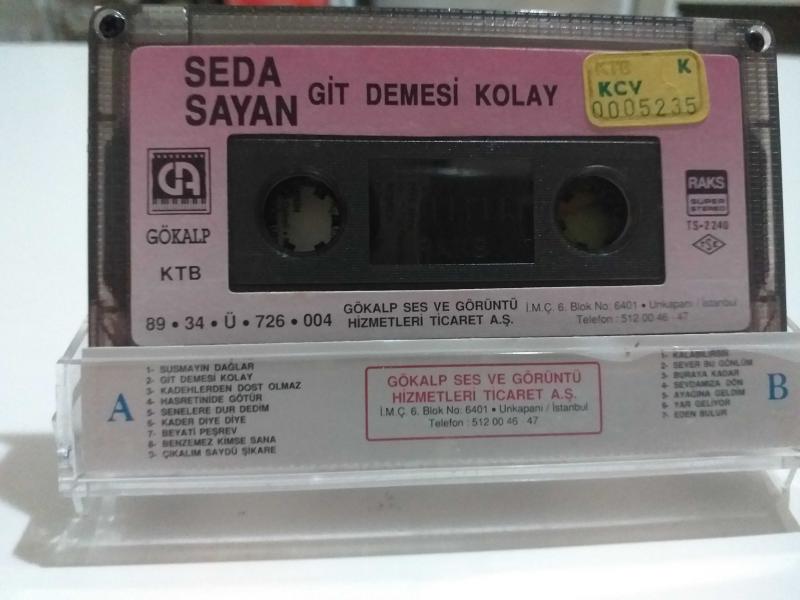 SEDA
SAYAN
GİT DEMESİ KOLAY
KTB K
KCV
0005235
GA
GÖKALP
KTB
RAKS
SUPER
STEREO
TS-2240
TSK
89 • 34 • Ü • 726 • 004
GÖKALP SES VE GÖRÜNTÜ
HİZMETLERİ TİCARET A.Ş.
İ.M.Ç. 6. Blok No: 6401 • Unkapanı / İstanbul
Telefon : 512 00 46 - 47
A
1- SUSMAYIN DAĞLAR
2- GİT DEMESİ KOLAY
3- KADEHLERDEN DOST OLMAZ
4- HASRETİNİDE GÖTÜR
5- SENELERE DUR DEDİM
6- KADER DİYE DİYE
7- BEYATİ PEŞREV
8- BENZEMEZ KİMSE SANA
9- ÇIKALIM SAYDÜ ŞİKARE
GÖKALP SES VE GÖRÜNTÜ
HİZMETLERİ TİCARET A.Ş.
İ.M.Ç. 6. Blok No: 6401 • Unkapanı / İstanbul
Telefon : 512 00 46 - 47
1- KALABİLİRSİN
2- SEVER BU GÖNLÜM
3- BURAYA KADAR
4- SEVDAMIZA DÖN
5- AYAĞINA GELDİM
6- YAR GELİYOR
7- EDEN BULUR
B